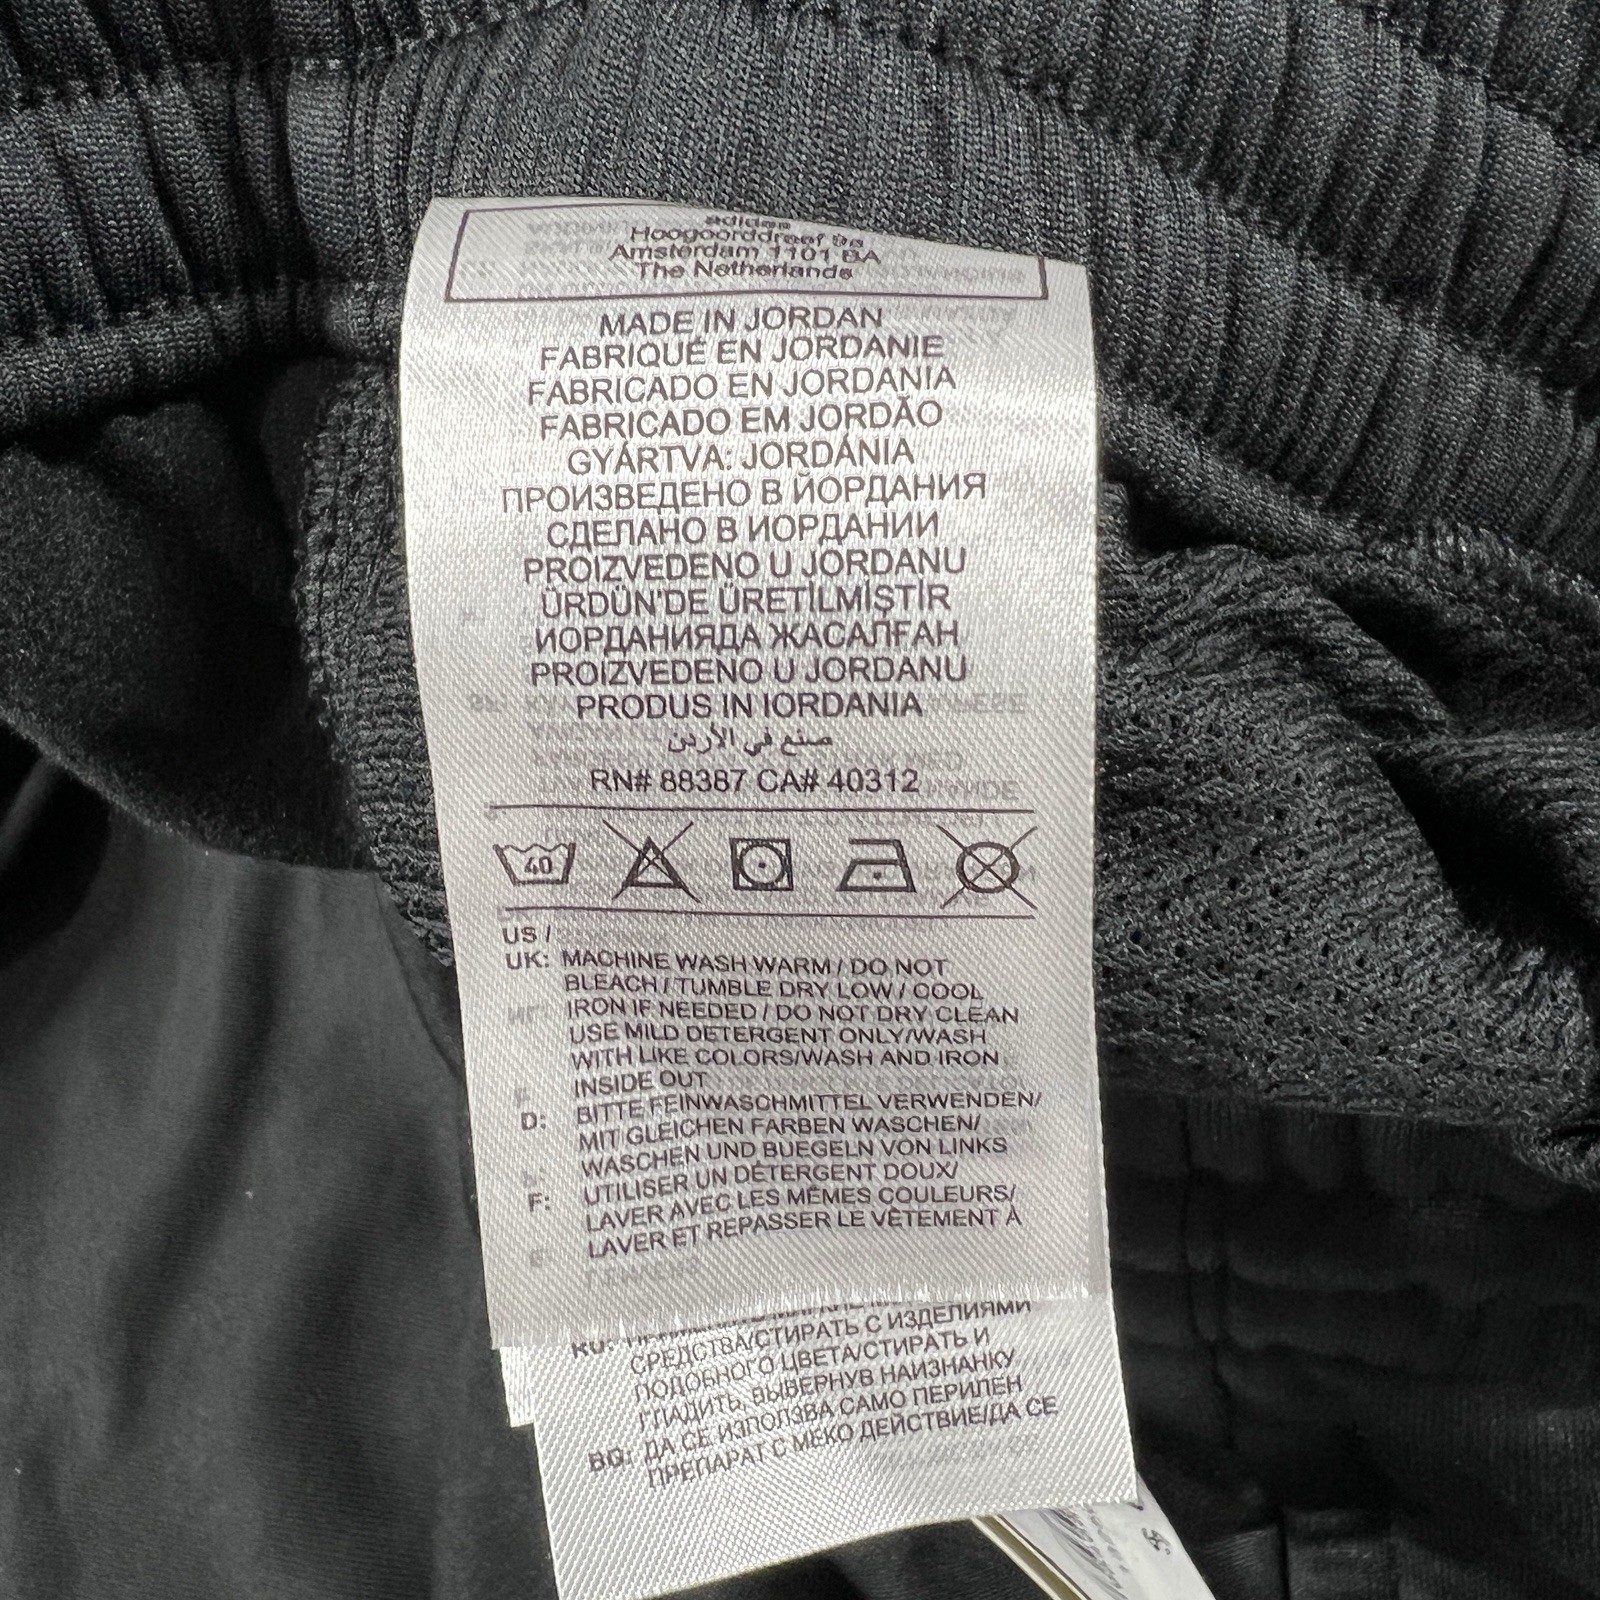 adidas
Hoogoorddreef 9a
Amsterdam 1101 BA
The Netherlands
MADE IN JORDAN
FABRIQUÉ EN JORDANIE
FABRICADO EN JORDANIA
FABRICADO EM JORDÃO
GYÁRTVA: JORDÁNIA
ПРОИЗВЕДЕНО В ЙОРДАНИЯ
СДЕЛАНО В ИОРДАНИИ
PROIZVEDENO U JORDANU
ÜRDÜN'DE ÜRETİLMİŞTİR
ИОРДАНИЯДА ЖАСАЛҒАН
PROIZVEDENO U JORDANU
PRODUS IN IORDANIA
صنع في الأردن
RN# 88387 CA# 40312
40
US /
UK: MACHINE WASH WARM / DO NOT
BLEACH / TUMBLE DRY LOW / COOL
IRON IF NEEDED / DO NOT DRY CLEAN
USE MILD DETERGENT ONLY/WASH
WITH LIKE COLORS/WASH AND IRON
INSIDE OUT
D: BITTE FEINWASCHMITTEL VERWENDEN/
MIT GLEICHEN FARBEN WASCHEN/
WASCHEN UND BUEGELN VON LINKS
F: UTILISER UN DÉTERGENT DOUX/
LAVER AVEC LES MÊMES COULEURS/
LAVER ET REPASSER LE VÊTEMENT À
RU:
СРЕДСТВА/СТИРАТЬ С ИЗДЕЛИЯМИ
ПОДОБНОГО ЦВЕТА/СТИРАТЬ И
ГЛАДИТЬ, ВЫВЕРНУВ НАИЗНАНКУ
BG: ДА СЕ ИЗПОЛЗВА САМО ПЕРИЛЕН
ПРЕПАРАТ С МЕКО ДЕЙСТВИЕ/ДА СЕ